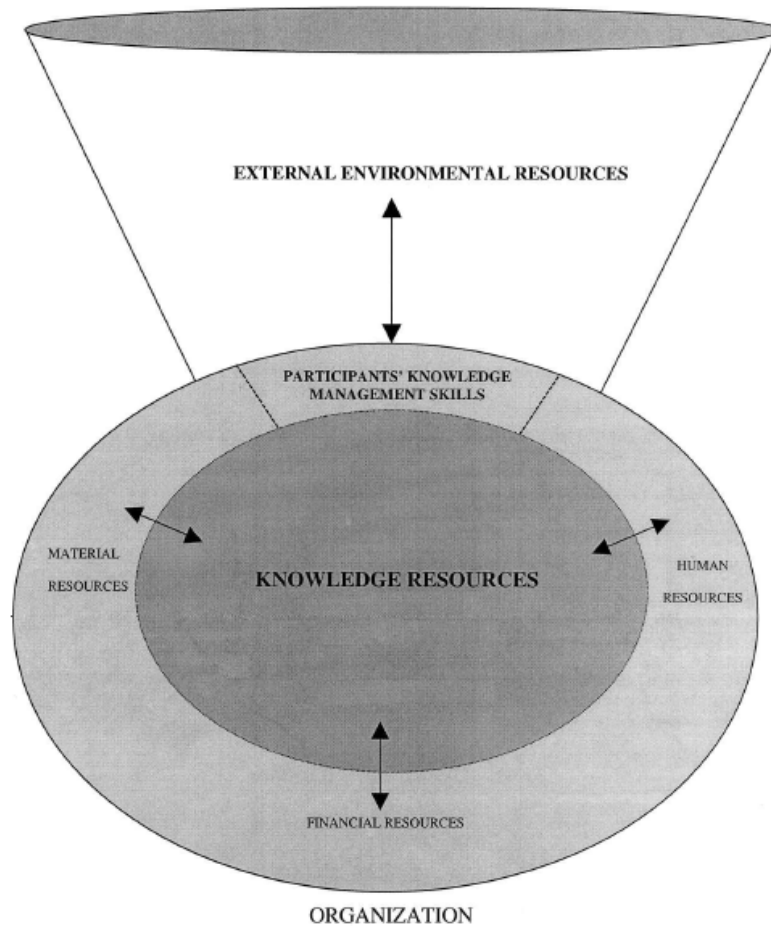 EXTERNAL ENVIRONMENTAL RESOURCES
PARTICIPANTS' KNOWLEDGE
MANAGEMENT SKILLS
MATERIAL
RESOURCES
KNOWLEDGE RESOURCES
HUMAN
RESOURCES
FINANCIAL RESOURCES
ORGANIZATION